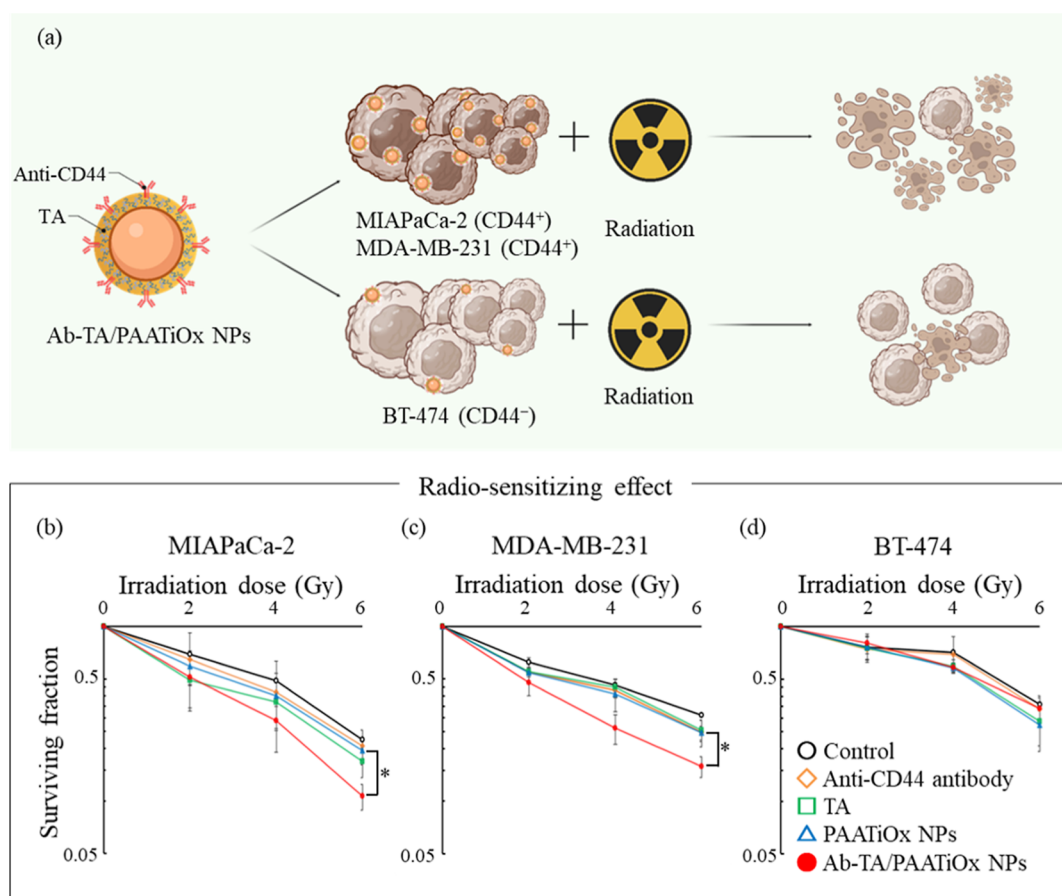 (a)
Anti-CD44
TA
Ab-TA/PAATiOx NPs
MIAPaCa-2 (CD44⁺)
MDA-MB-231 (CD44⁺)
Radiation
BT-474 (CD44⁻)
Radiation
Radio-sensitizing effect
(b)
MIAPaCa-2
Irradiation dose (Gy)
0 2 4 6
0.5
0.05
Surviving fraction
*
(c)
MDA-MB-231
Irradiation dose (Gy)
0 2 4 6
0.5
0.05
*
(d)
BT-474
Irradiation dose (Gy)
0 2 4 6
0.5
0.05
Control
Anti-CD44 antibody
TA
PAATiOx NPs
Ab-TA/PAATiOx NPs